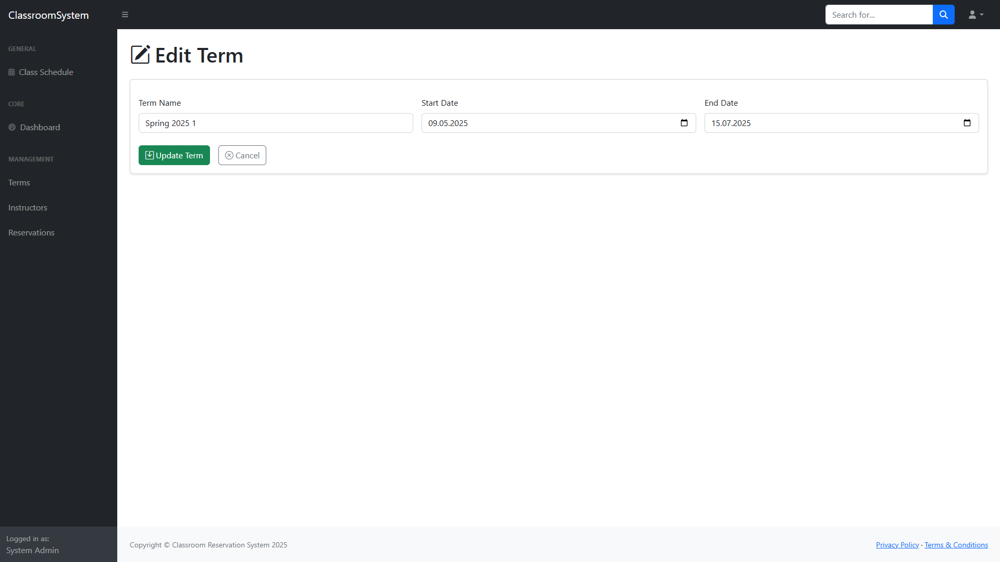 ClassroomSystem
Search for...
GENERAL
Class Schedule
CORE
Dashboard
MANAGEMENT
Terms
Instructors
Reservations
Logged in as:
System Admin
Edit Term
Term Name
Start Date
End Date
Spring 2025 1
09.05.2025
15.07.2025
Update Term
Cancel
Copyright © Classroom Reservation System 2025
Privacy Policy · Terms & Conditions